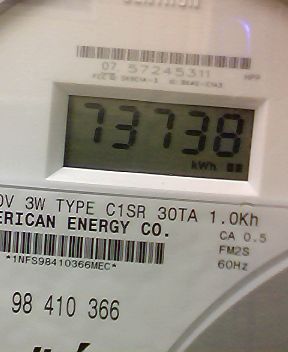 07 57245311
HPP
73738
kWh
3W TYPE C1SR 30TA 1.0Kh
ERICAN ENERGY CO.
CA 0.5
FM2S
60Hz
*1NFS98410366MEC*
98 410 366